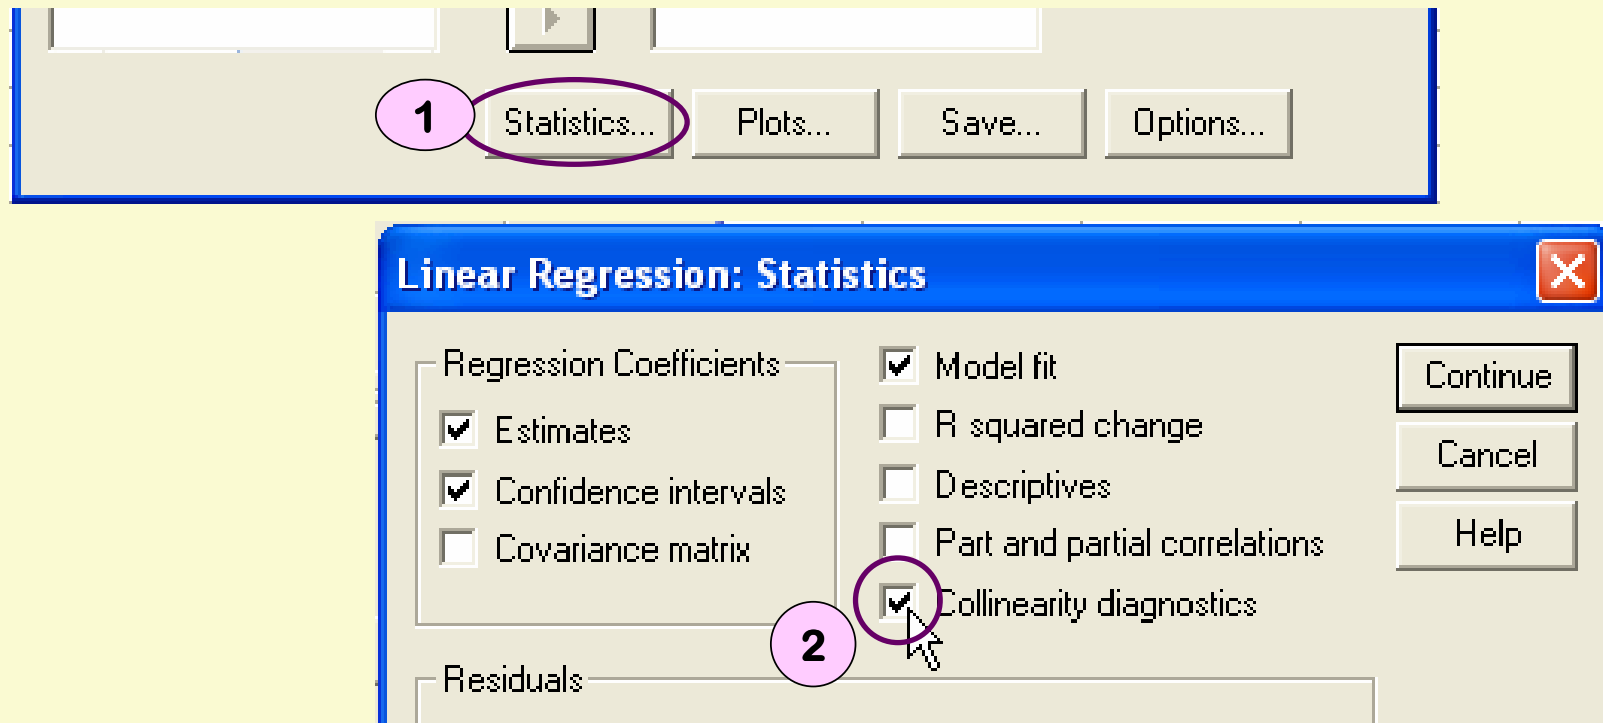 1
Statistics...
Plots...
Save...
Options...
Linear Regression: Statistics
Regression Coefficients
Estimates
Confidence intervals
Covariance matrix
Model fit
R squared change
Descriptives
Part and partial correlations
Collinearity diagnostics
2
Continue
Cancel
Help
Residuals